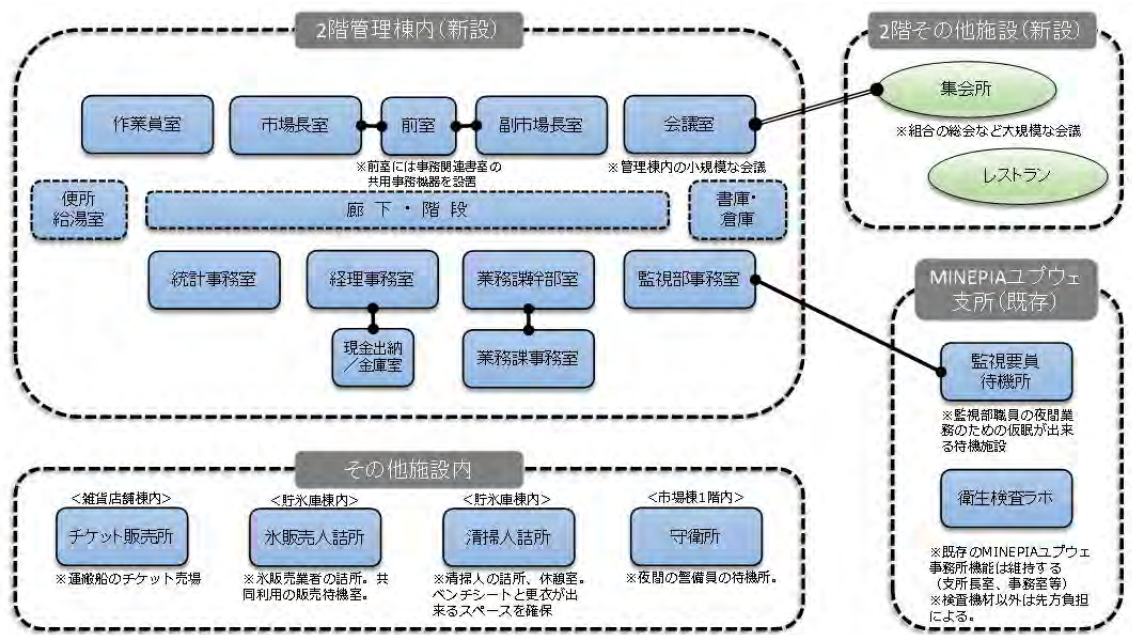 2階管理棟内(新設)
作業員室
市場長室
前室
副市場長室
会議室
※前室には事務関連書室の
共用事務機器を設置
※管理棟内の小規模な会議
便所
給湯室
廊下・階段
書庫・
倉庫
統計事務室
経理事務室
業務課幹部室
監視部事務室
現金出納
／金庫室
業務課事務室
2階その他施設(新設)
集会所
※組合の総会など大規模な会議
レストラン
MINEPIAユプウェ
支所(既存)
監視要員
待機所
※監視部職員の夜間業
務のための仮眠が出来
る待機施設
衛生検査ラボ
※既存のMINEPIAユプウェ
事務所機能は維持する
(支所長室、事務室等)
※検査機材以外は先方負担
による。
その他施設内
<雑貨店舗棟内>
チケット販売所
※運搬船のチケット売場
<貯氷庫棟内>
氷販売人詰所
※氷販売業者の詰所。共
同利用の販売待機室。
<貯氷庫棟内>
清掃人詰所
※清掃人の詰所、休憩室。
ベンチシートと更衣が出
来るスペースを確保
<市場棟1階内>
守衛所
※夜間の警備員の待機所。